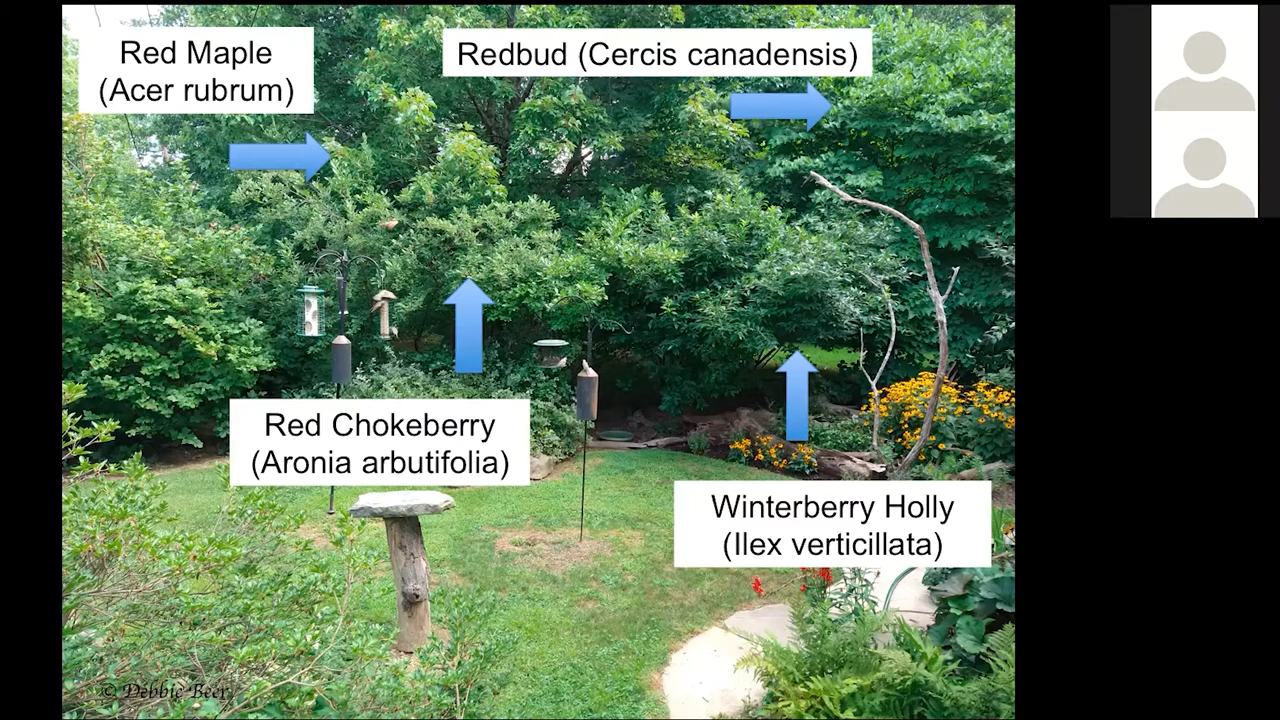 Red Maple
(Acer rubrum)
Redbud (Cercis canadensis)
Red Chokeberry
(Aronia arbutifolia)
Winterberry Holly
(Ilex verticillata)
© Debbie Beer